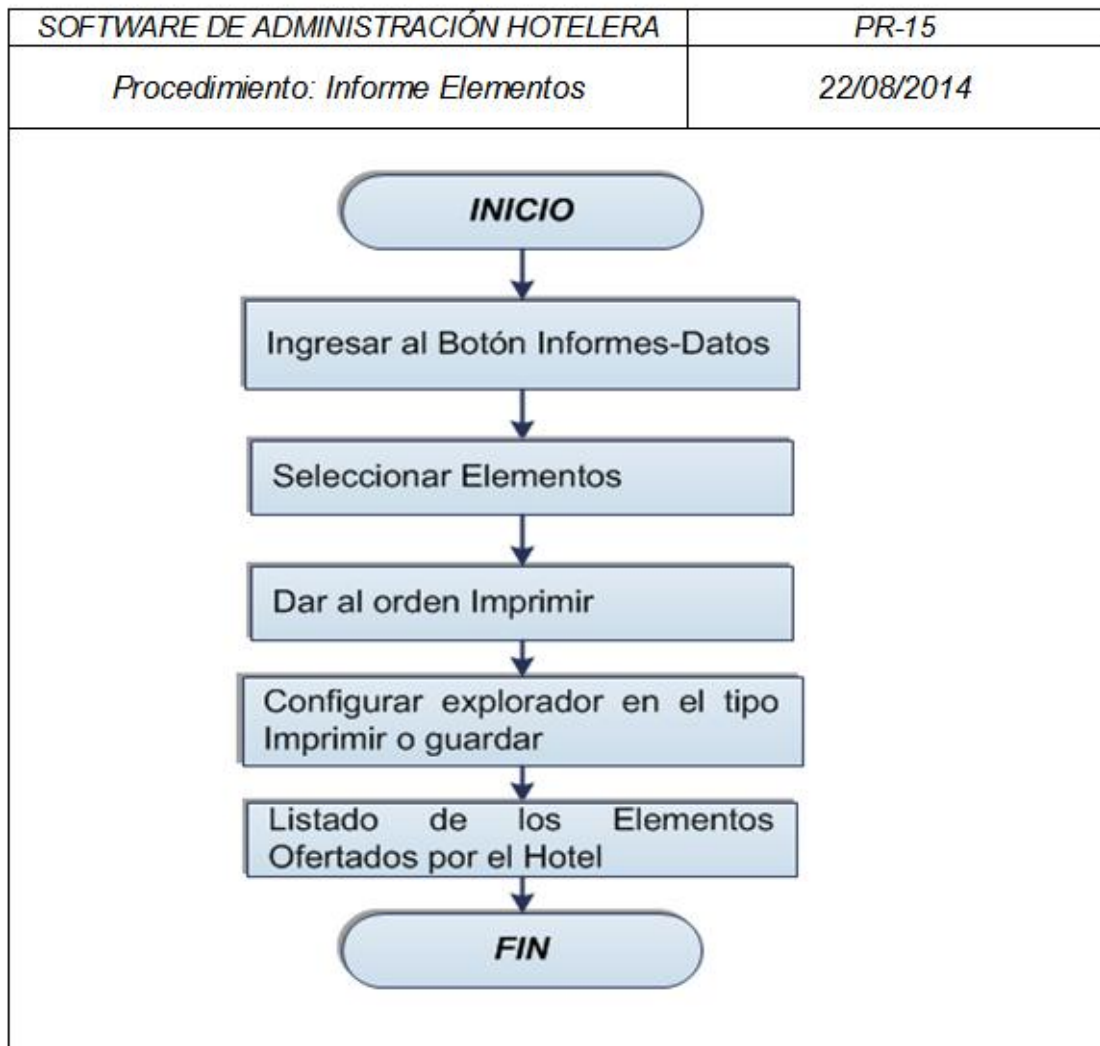 SOFTWARE DE ADMINISTRACIÓN HOTELERA
PR-15
Procedimiento: Informe Elementos
22/08/2014
INICIO
Ingresar al Botón Informes-Datos
Seleccionar Elementos
Dar al orden Imprimir
Configurar explorador en el tipo
Imprimir o guardar
Listado de los Elementos
Ofertados por el Hotel
FIN